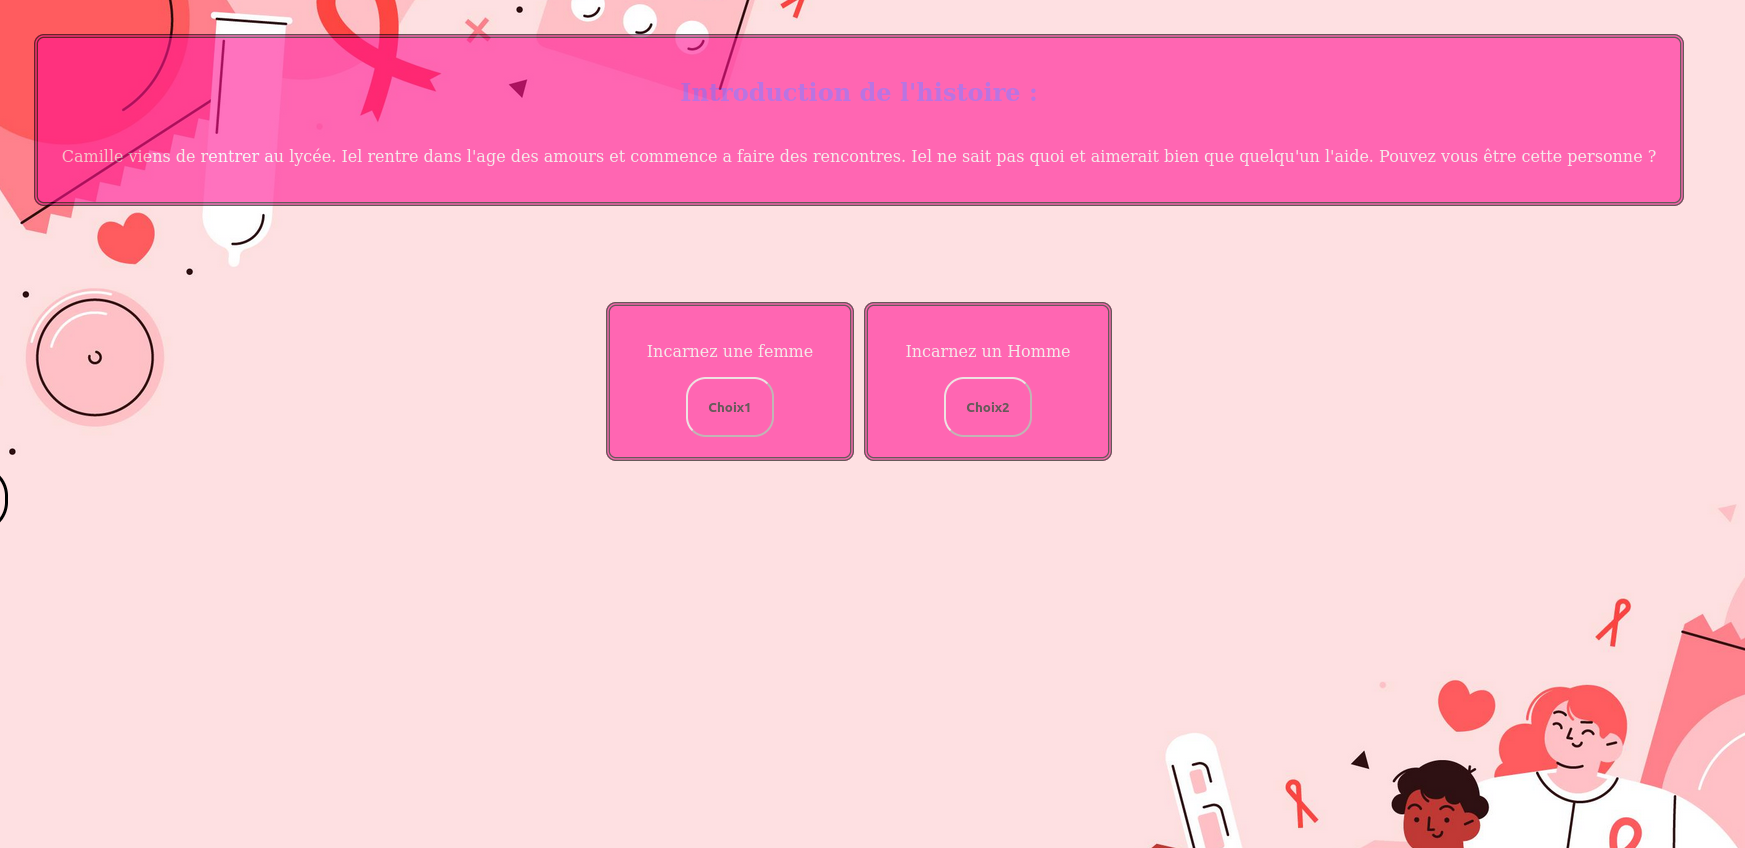 Introduction de l'histoire :
Camille viens de rentrer au lycée. Iel rentre dans l'age des amours et commence a faire des rencontres. Iel ne sait pas quoi et aimerait bien que quelqu'un l'aide. Pouvez vous être cette personne ?
Incarnez une femme
Choix1
Incarnez un Homme
Choix2